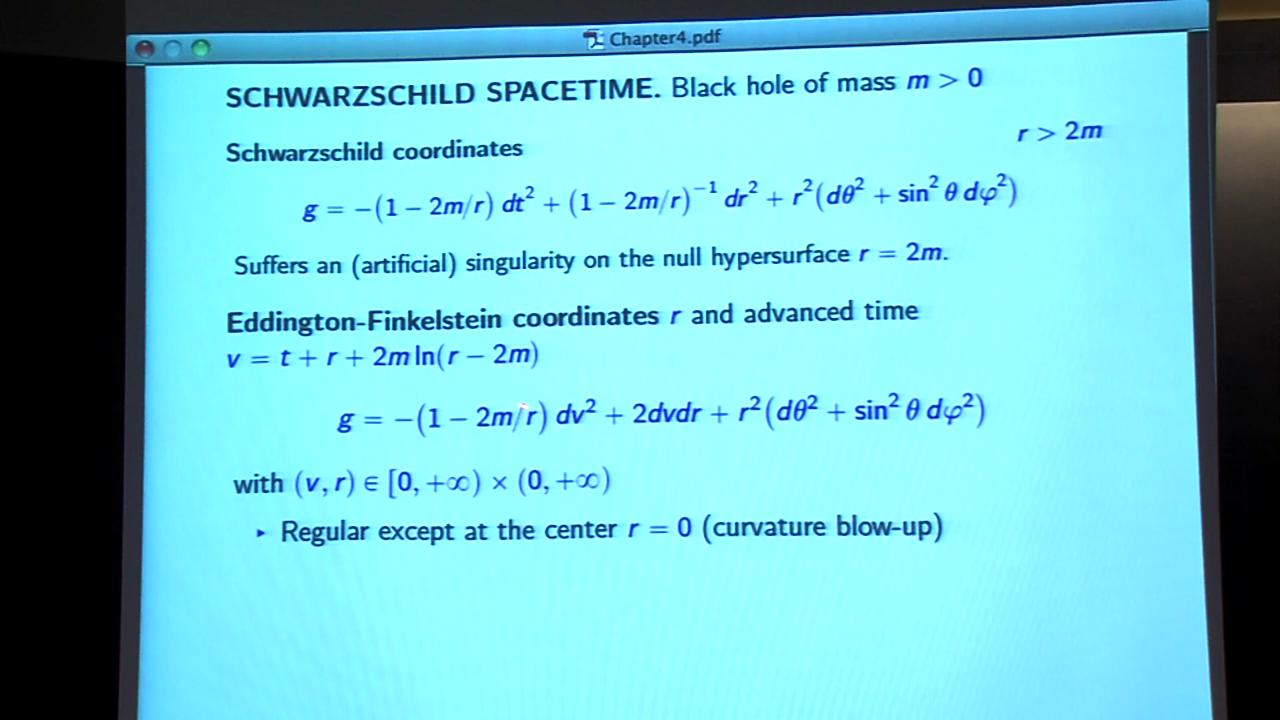 Chapter4.pdf
SCHWARZSCHILD SPACETIME. Black hole of mass m > 0
Schwarzschild coordinates
r > 2m
g = −(1 − 2m/r) dt² + (1 − 2m/r)⁻¹ dr² + r²(dθ² + sin² θ dφ²)
Suffers an (artificial) singularity on the null hypersurface r = 2m.
Eddington-Finkelstein coordinates r and advanced time
v = t + r + 2m ln(r − 2m)
g = −(1 − 2m/r) dv² + 2dvdr + r²(dθ² + sin² θ dφ²)
with (v, r) ∈ [0, +∞) × (0, +∞)
▸ Regular except at the center r = 0 (curvature blow-up)